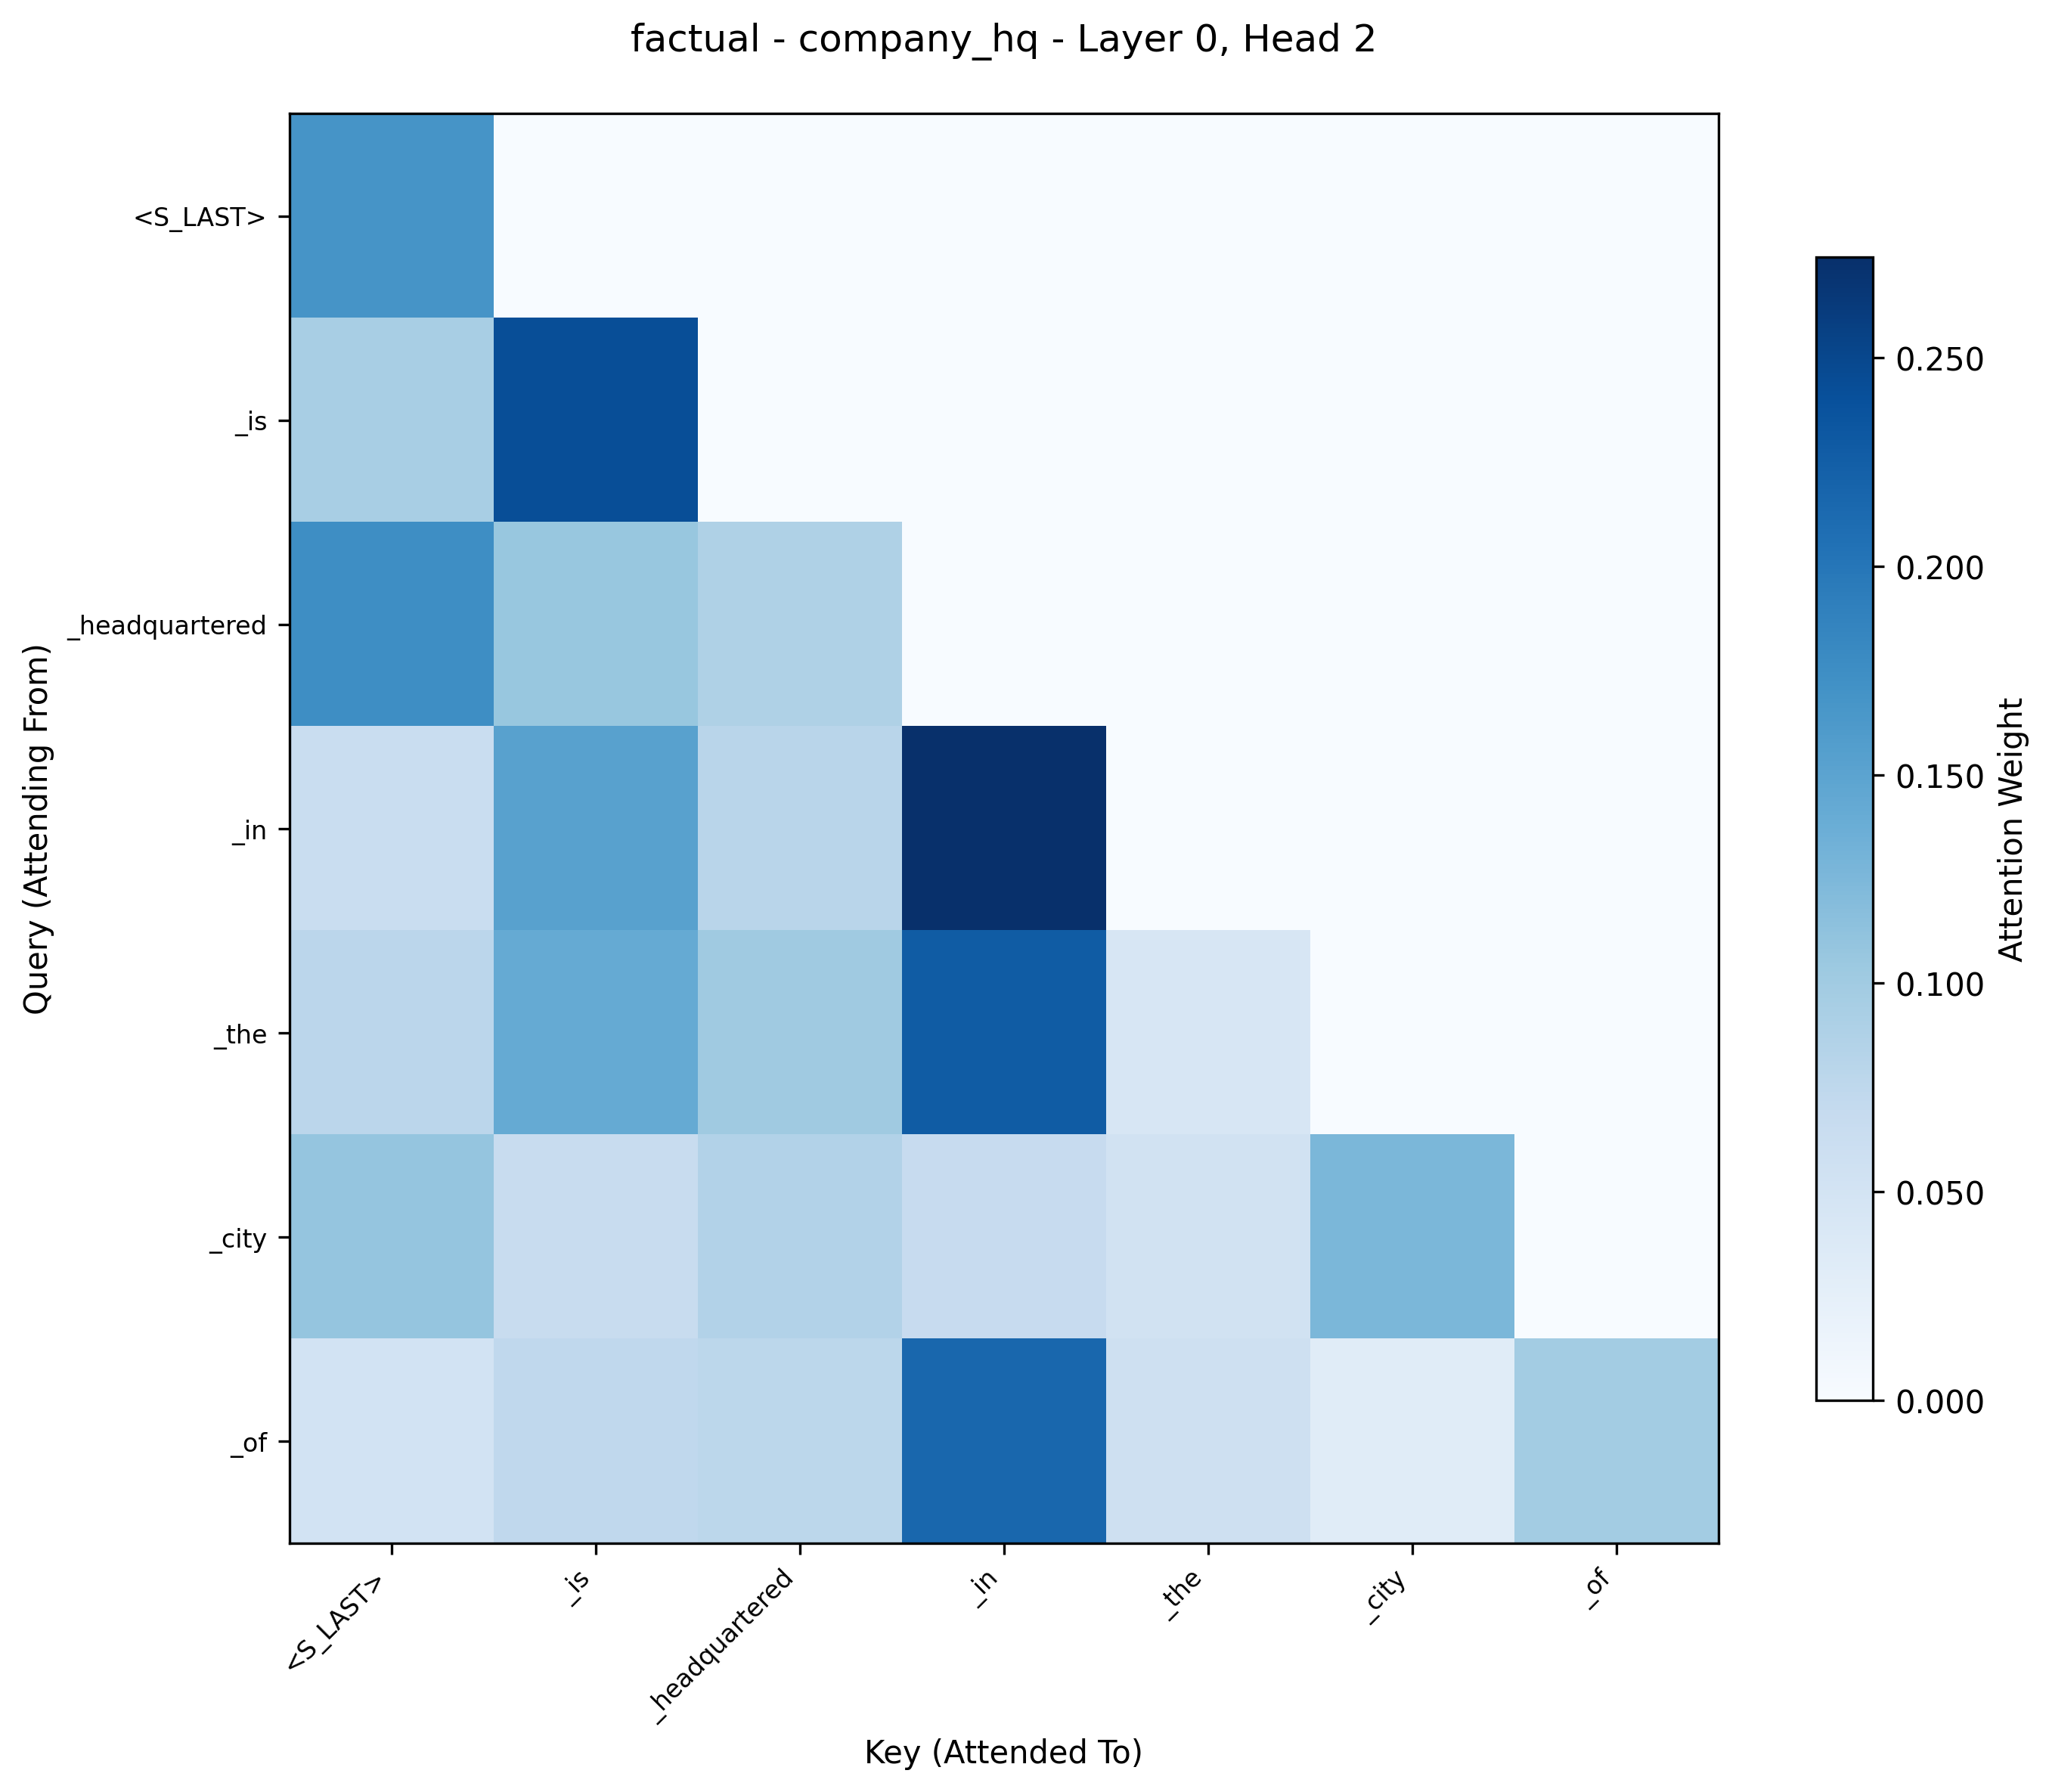 factual - company_hq - Layer 0, Head 2
Query (Attending From)
<S_LAST>
_is
_headquartered
_in
_the
_city
_of
<S_LAST>
_is
_headquartered
_in
_the
_city
_of
Key (Attended To)
0.250
0.200
0.150
0.100
0.050
0.000
Attention Weight